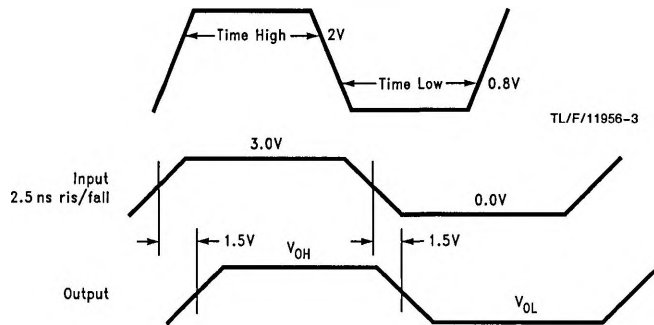 Time High
2V
Time Low
0.8V
TL/F/11956-3
3.0V
Input
2.5 ns ris/fall
0.0V
1.5V
VOH
1.5V
Output
VOL